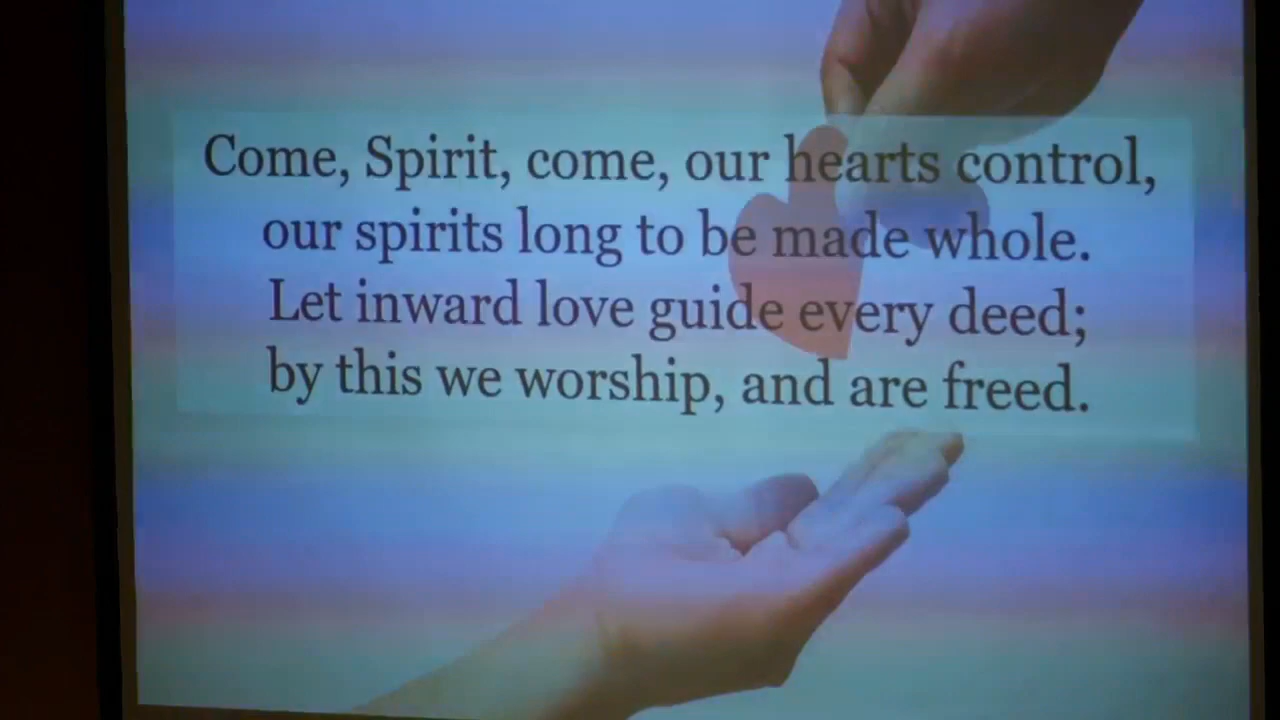 Come, Spirit, come, our hearts control,
our spirits long to be made whole.
Let inward love guide every deed;
by this we worship, and are freed.